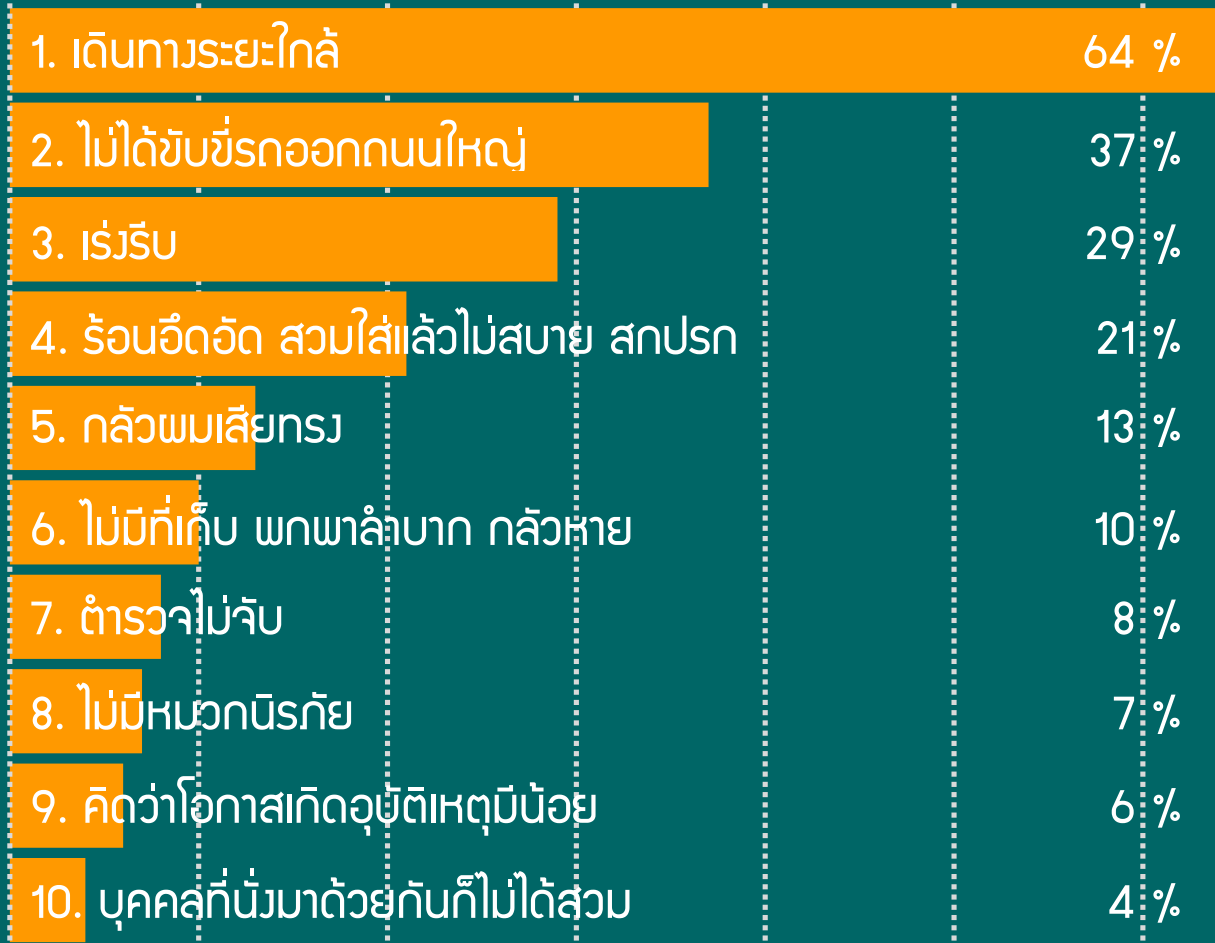 1. เดินทางระยะใกล้ 64 %
2. ไม่ได้ขับขี่รถออกถนนใหญ่ 37 %
3. เร่งรีบ 29 %
4. ร้อนอึดอัด สวมใส่แล้วไม่สบาย สกปรก 21 %
5. กลัวผมเสียทรง 13 %
6. ไม่มีที่เก็บ พกพาลำบาก กลัวหาย 10 %
7. ตำรวจไม่จับ 8 %
8. ไม่มีหมวกนิรภัย 7 %
9. คิดว่าโอกาสเกิดอุบัติเหตุมีน้อย 6 %
10. บุคคลที่นั่งมาด้วยกันก็ไม่ได้สวม 4 %